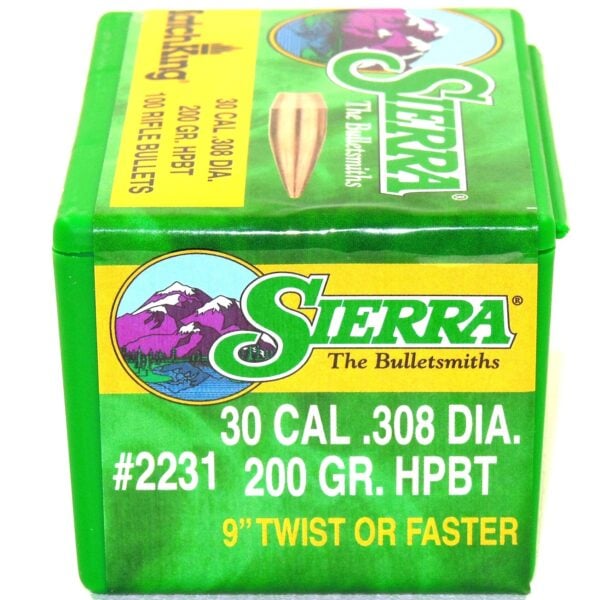 MatchKing
30 CAL .308 DIA.
200 GR. HPBT
100 RIFLE BULLETS
SIERRA®
The Bulletsmiths
SIERRA®
The Bulletsmiths
30 CAL .308 DIA.
#2231 200 GR. HPBT
9” TWIST OR FASTER